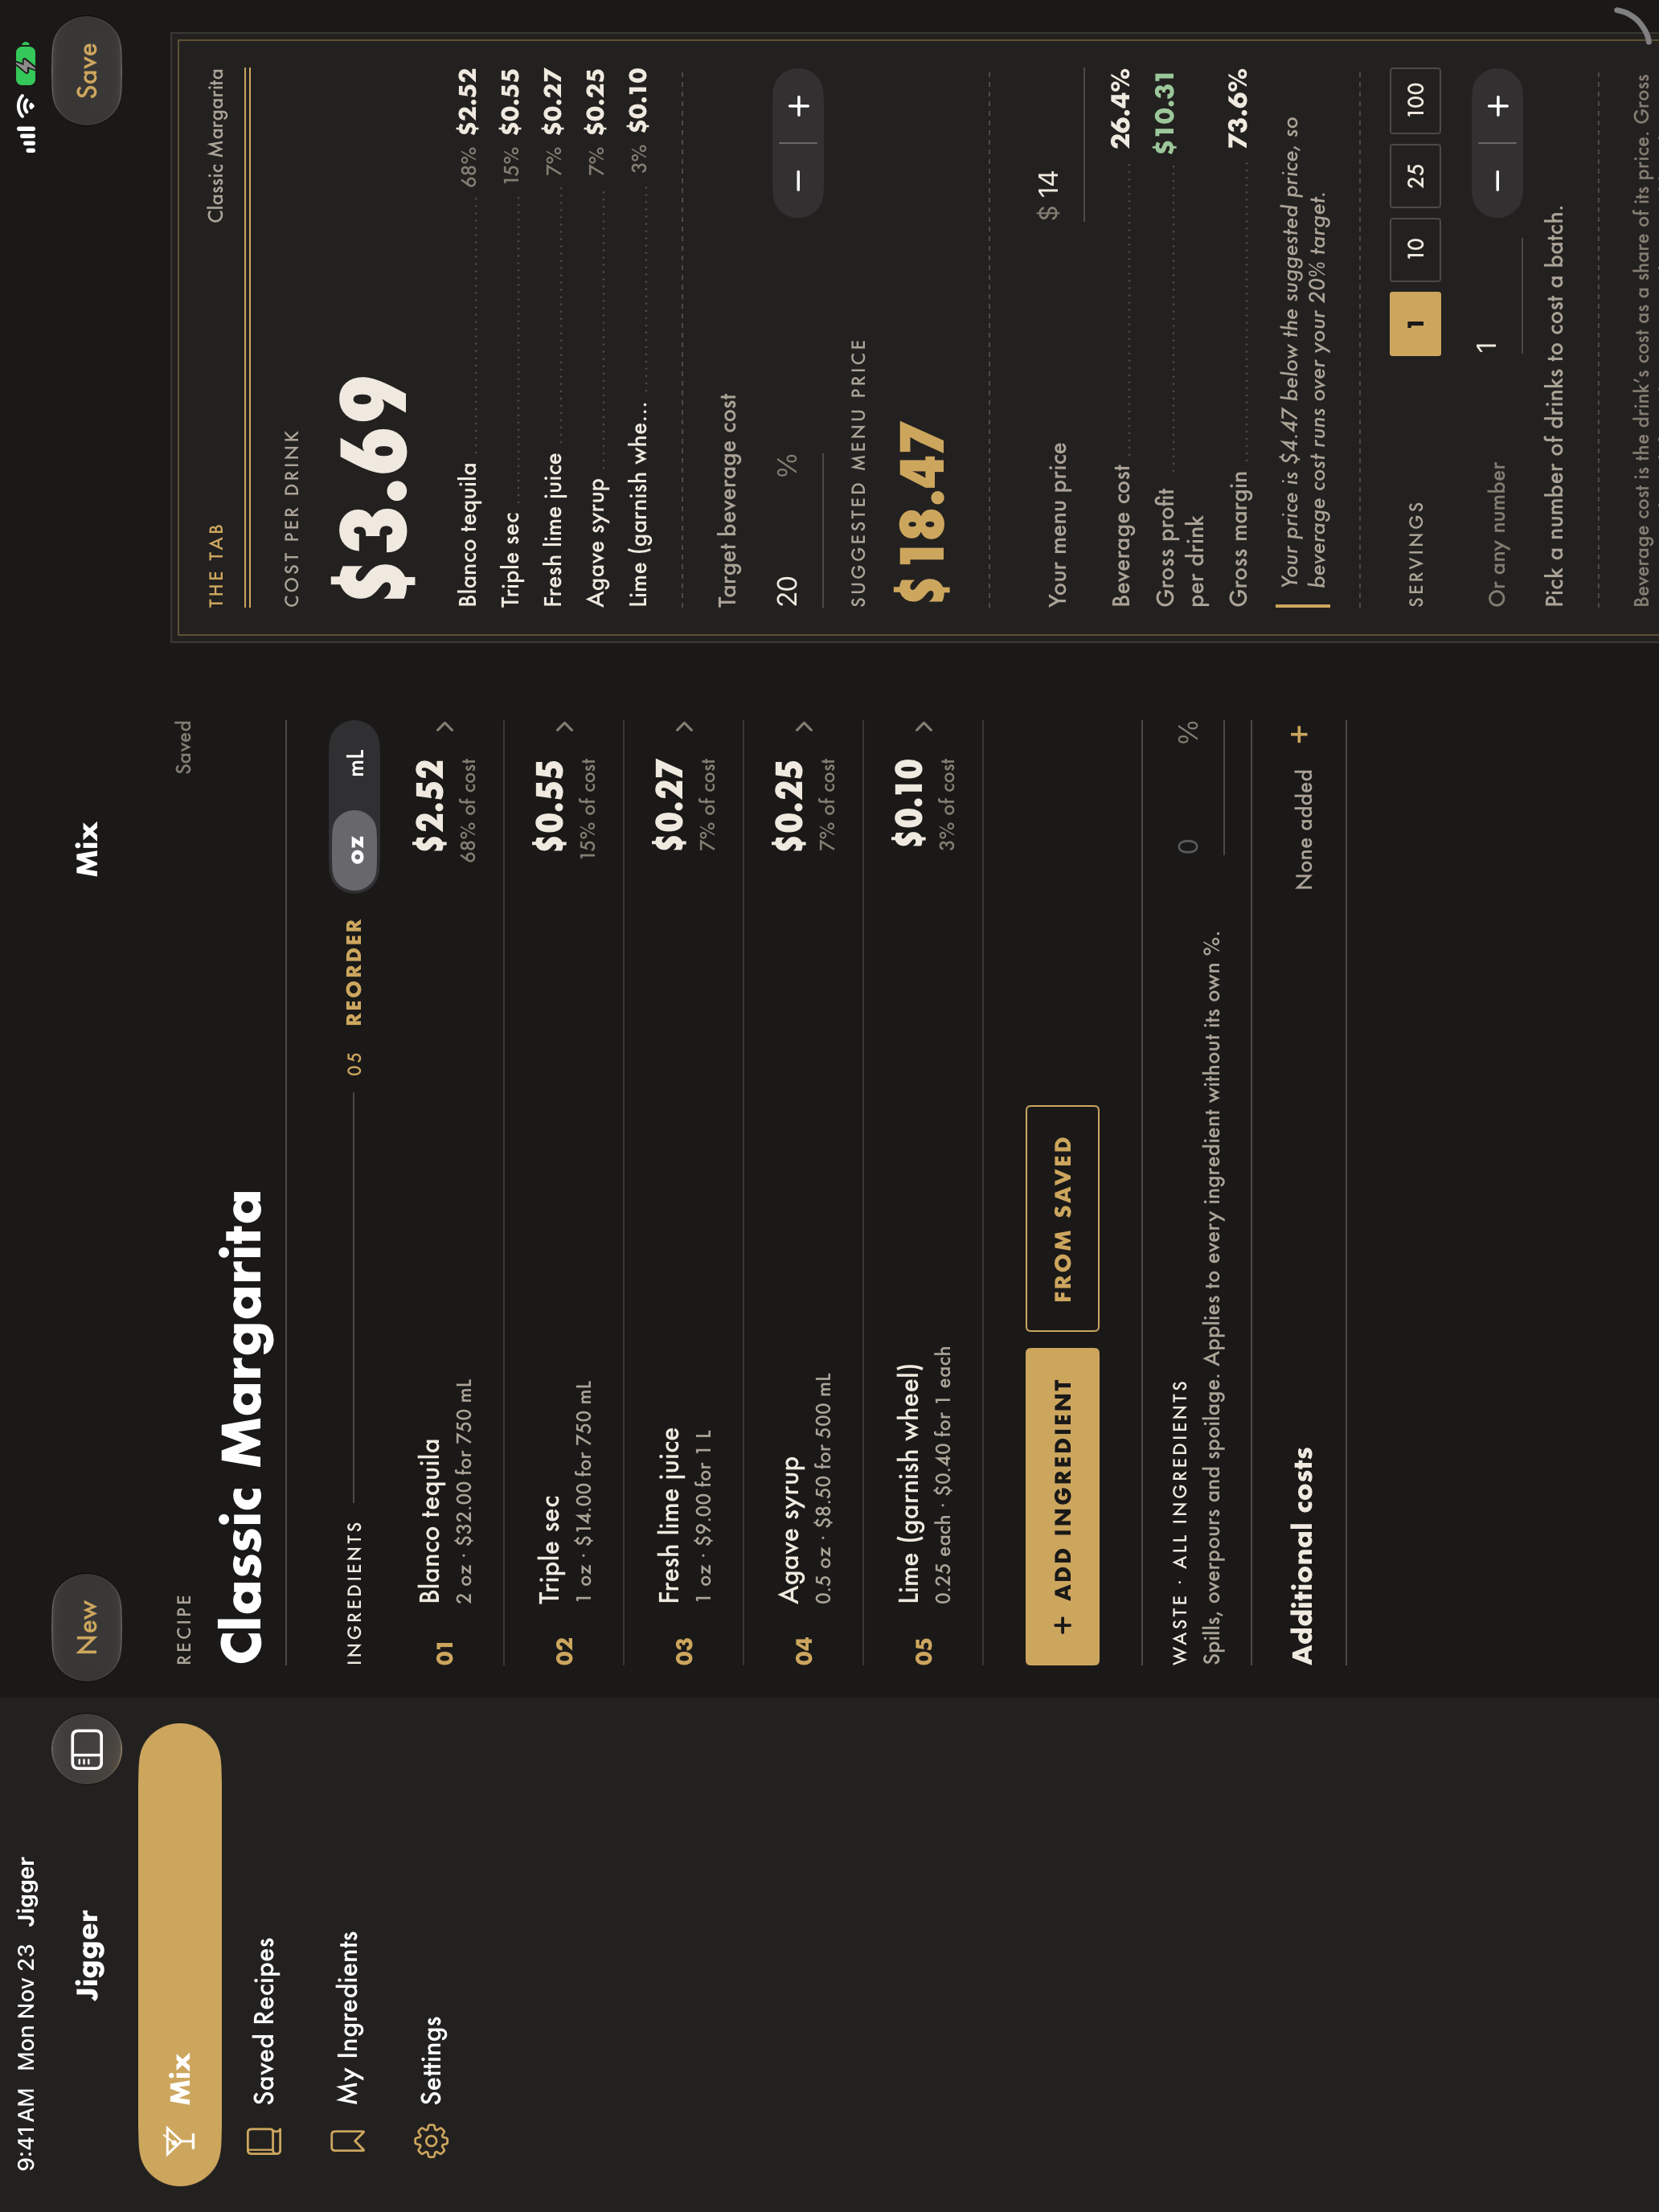 9:41 AM Mon Nov 23 Jigger
Jigger
Mix
Saved Recipes
My Ingredients
Settings
New
Mix
Save
RECIPE
Saved
Classic Margarita
INGREDIENTS
05
REORDER
oz
mL
01
Blanco tequila
$2.52
2 oz · $32.00 for 750 mL
68% of cost
02
Triple sec
$0.55
1 oz · $14.00 for 750 mL
15% of cost
03
Fresh lime juice
$0.27
1 oz · $9.00 for 1 L
7% of cost
04
Agave syrup
$0.25
0.5 oz · $8.50 for 500 mL
7% of cost
05
Lime (garnish wheel)
$0.10
0.25 each · $0.40 for 1 each
3% of cost
+ ADD INGREDIENT
FROM SAVED
WASTE · ALL INGREDIENTS
Spills, overpours and spoilage. Applies to every ingredient without its own %.
0 %
Additional costs
None added +
THE TAB
Classic Margarita
COST PER DRINK
$3.69
Blanco tequila 68% $2.52
Triple sec 15% $0.55
Fresh lime juice 7% $0.27
Agave syrup 7% $0.25
Lime (garnish whe... 3% $0.10
Target beverage cost
20 %
− +
SUGGESTED MENU PRICE
$18.47
Your menu price
$ 14
Beverage cost 26.4%
Gross profit $10.31
per drink
Gross margin 73.6%
Your price is $4.47 below the suggested price, so
beverage cost runs over your 20% target.
SERVINGS
1
10
25
100
Or any number
1
− +
Pick a number of drinks to cost a batch.
Beverage cost is the drink's cost as a share of its price. Gross